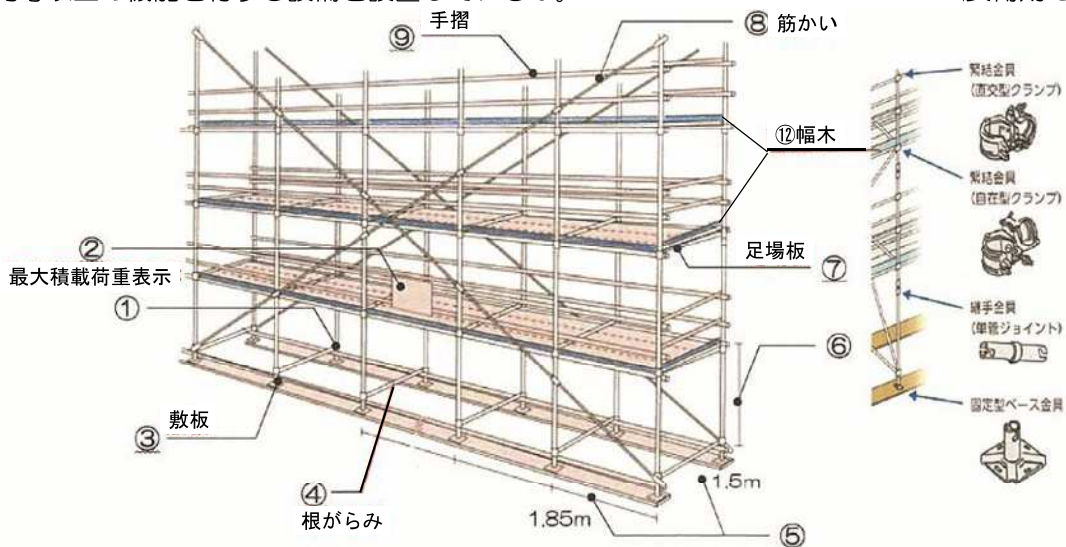 ⑨
手摺
⑧ 筋かい
緊結金具
(直交型クランプ)
⑫幅木
緊結金具
(自在型クランプ)
②
最大積載荷重表示
足場板
⑦
①
継手金具
(単管ジョイント)
⑥
敷板
③
固定型ベース金具
④
根がらみ
1.5m
1.85m
⑤